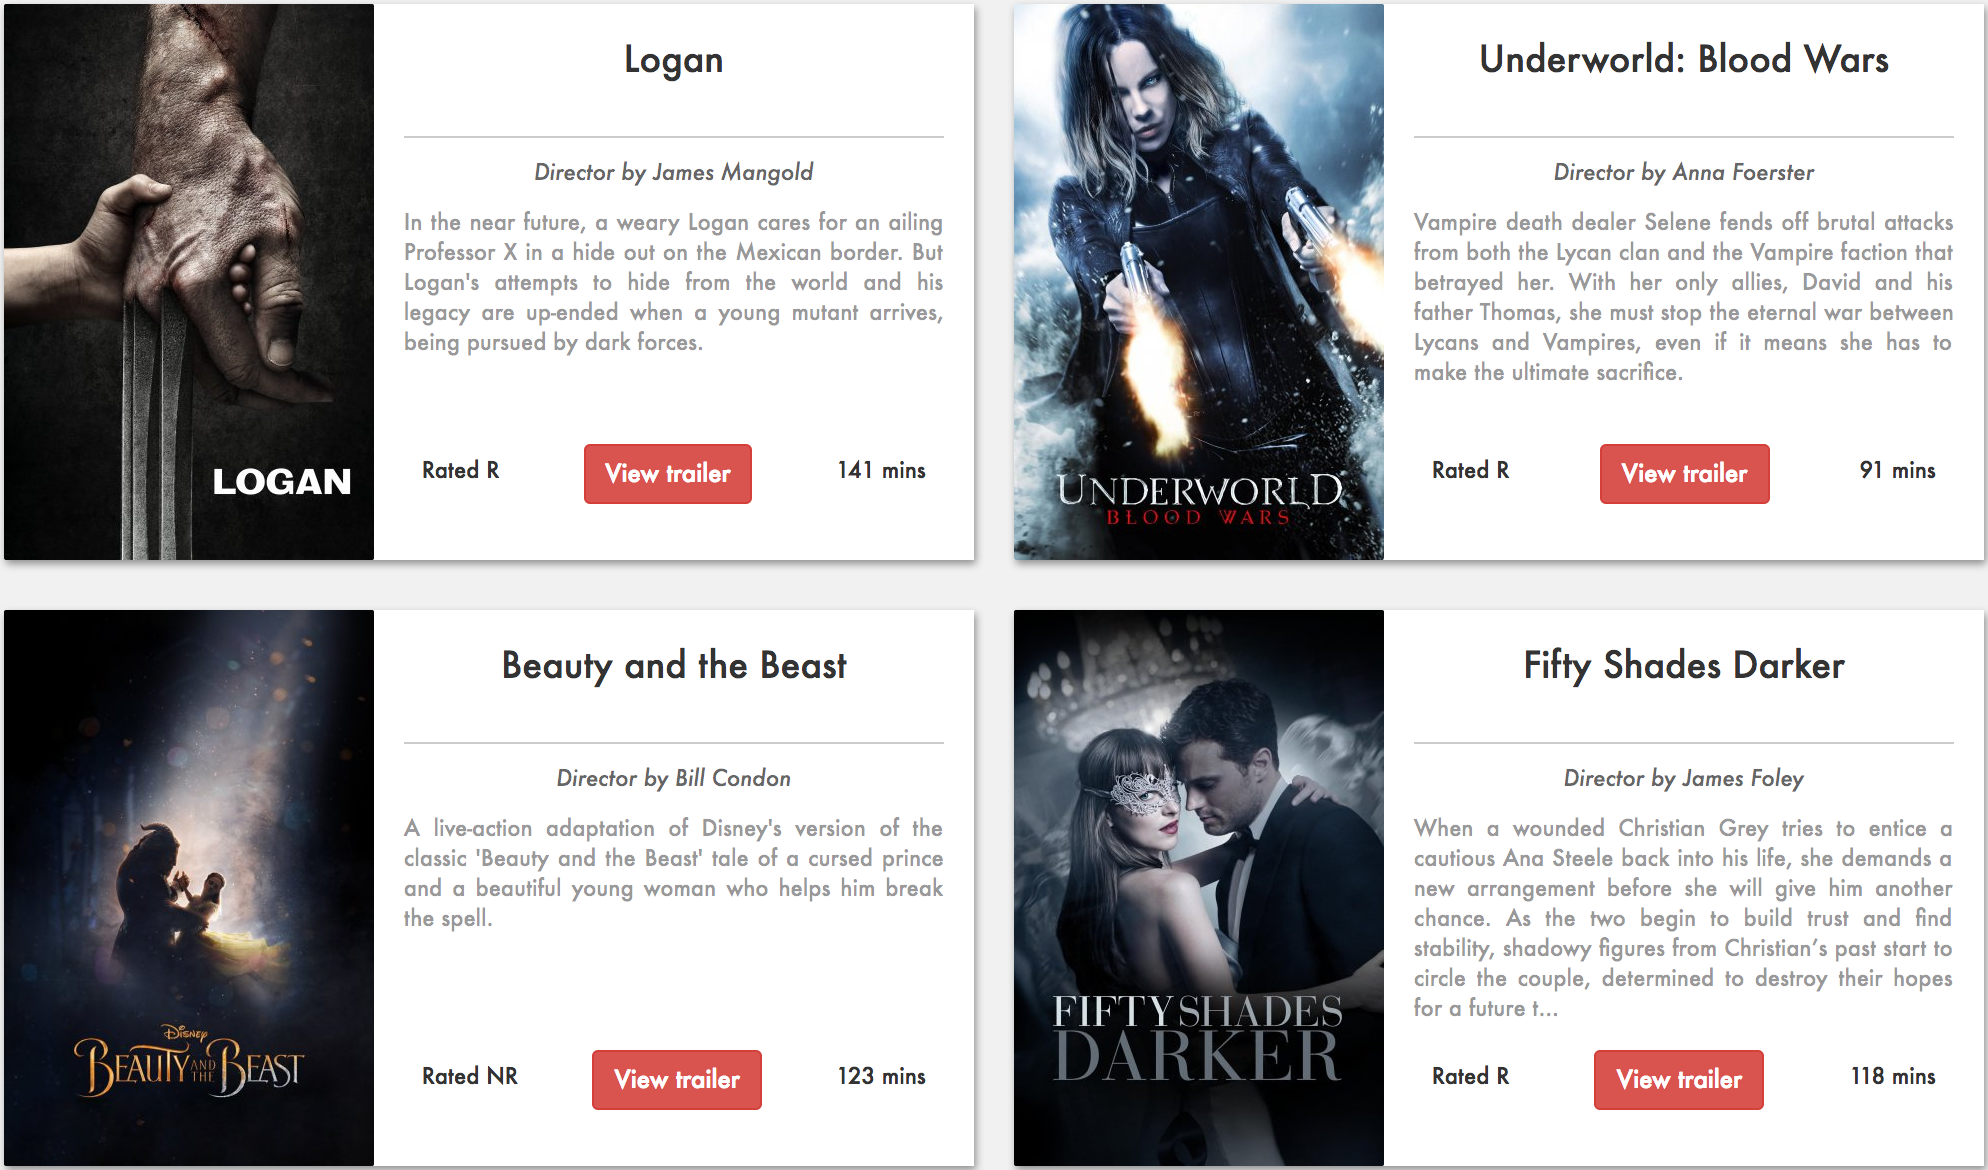 LOGAN
Logan
Director by James Mangold
In the near future, a weary Logan cares for an ailing
Professor X in a hide out on the Mexican border. But
Logan's attempts to hide from the world and his
legacy are up-ended when a young mutant arrives,
being pursued by dark forces.
Rated R
View trailer
141 mins
UNDERWORLD
BLOOD WARS
Underworld: Blood Wars
Director by Anna Foerster
Vampire death dealer Selene fends off brutal attacks
from both the Lycan clan and the Vampire faction that
betrayed her. With her only allies, David and his
father Thomas, she must stop the eternal war between
Lycans and Vampires, even if it means she has to
make the ultimate sacrifice.
Rated R
View trailer
91 mins
Disney
BEAUTY AND THE BEAST
Beauty and the Beast
Director by Bill Condon
A live-action adaptation of Disney's version of the
classic 'Beauty and the Beast' tale of a cursed prince
and a beautiful young woman who helps him break
the spell.
Rated NR
View trailer
123 mins
FIFTY SHADES
DARKER
Fifty Shades Darker
Director by James Foley
When a wounded Christian Grey tries to entice a
cautious Ana Steele back into his life, she demands a
new arrangement before she will give him another
chance. As the two begin to build trust and find
stability, shadowy figures from Christian’s past start to
circle the couple, determined to destroy their hopes
for a future t...
Rated R
View trailer
118 mins